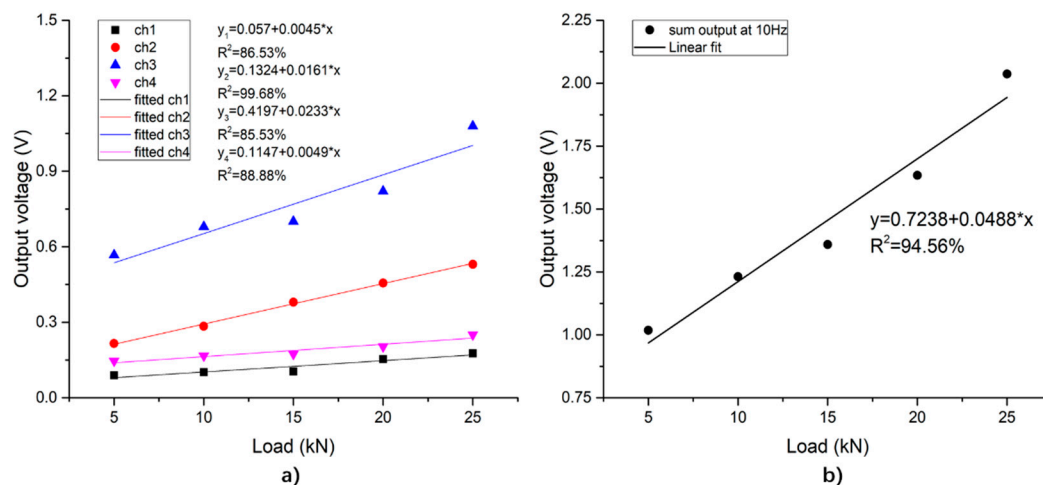 1.5
1.2
0.9
0.6
0.3
0.0
Output voltage (V)
ch1
ch2
ch3
ch4
fitted ch1
fitted ch2
fitted ch3
fitted ch4
y₁=0.057+0.0045*x
R²=86.53%
y₂=0.1324+0.0161*x
R²=99.68%
y₃=0.4197+0.0233*x
R²=85.53%
y₄=0.1147+0.0049*x
R²=88.88%
5 10 15 20 25
Load (kN)
a)
2.25
2.00
1.75
1.50
1.25
1.00
0.75
Output voltage (V)
sum output at 10Hz
Linear fit
y=0.7238+0.0488*x
R²=94.56%
5 10 15 20 25
Load (kN)
b)